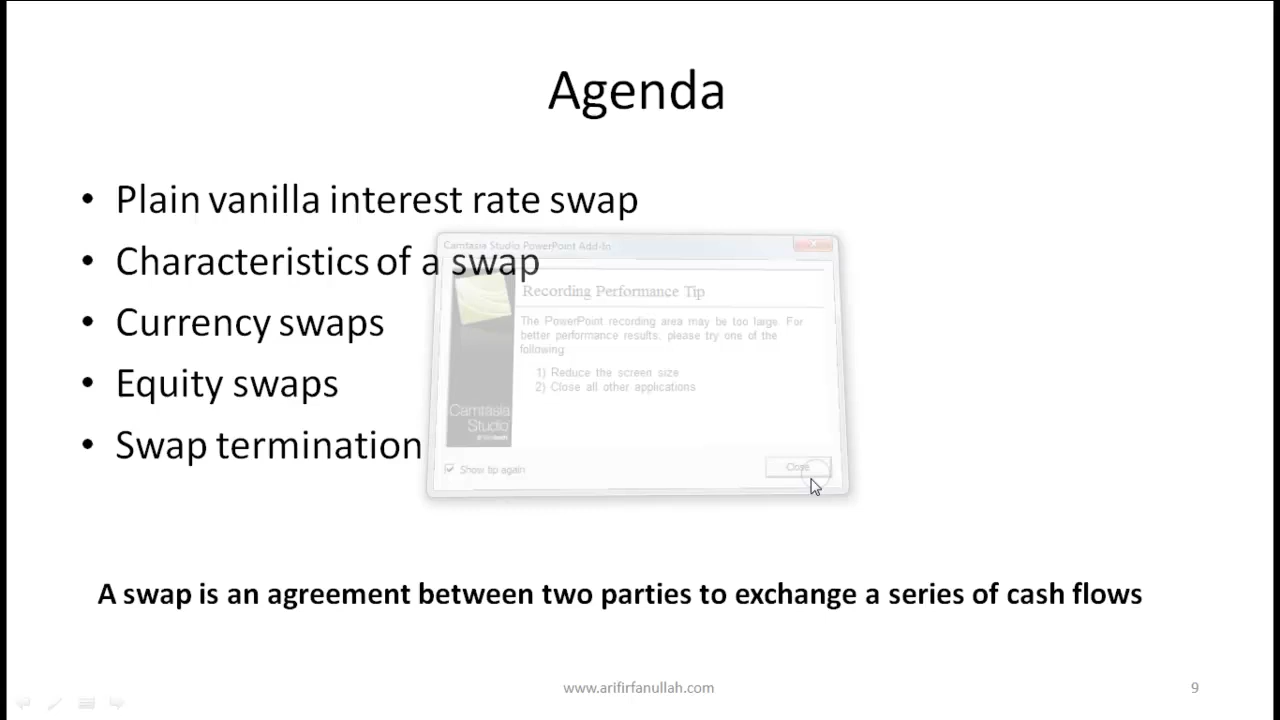 Agenda
• Plain vanilla interest rate swap
• Characteristics of a swap
• Currency swaps
• Equity swaps
• Swap termination
Camtasia Studio PowerPoint Add-In
Recording Performance Tip
The PowerPoint recording area may be too large. For
better performance results, please try one of the
following:
1) Reduce the screen size
2) Close all other applications
Camtasia
Studio
Show tip again
Close
A swap is an agreement between two parties to exchange a series of cash flows
www.arifirfanullah.com
9